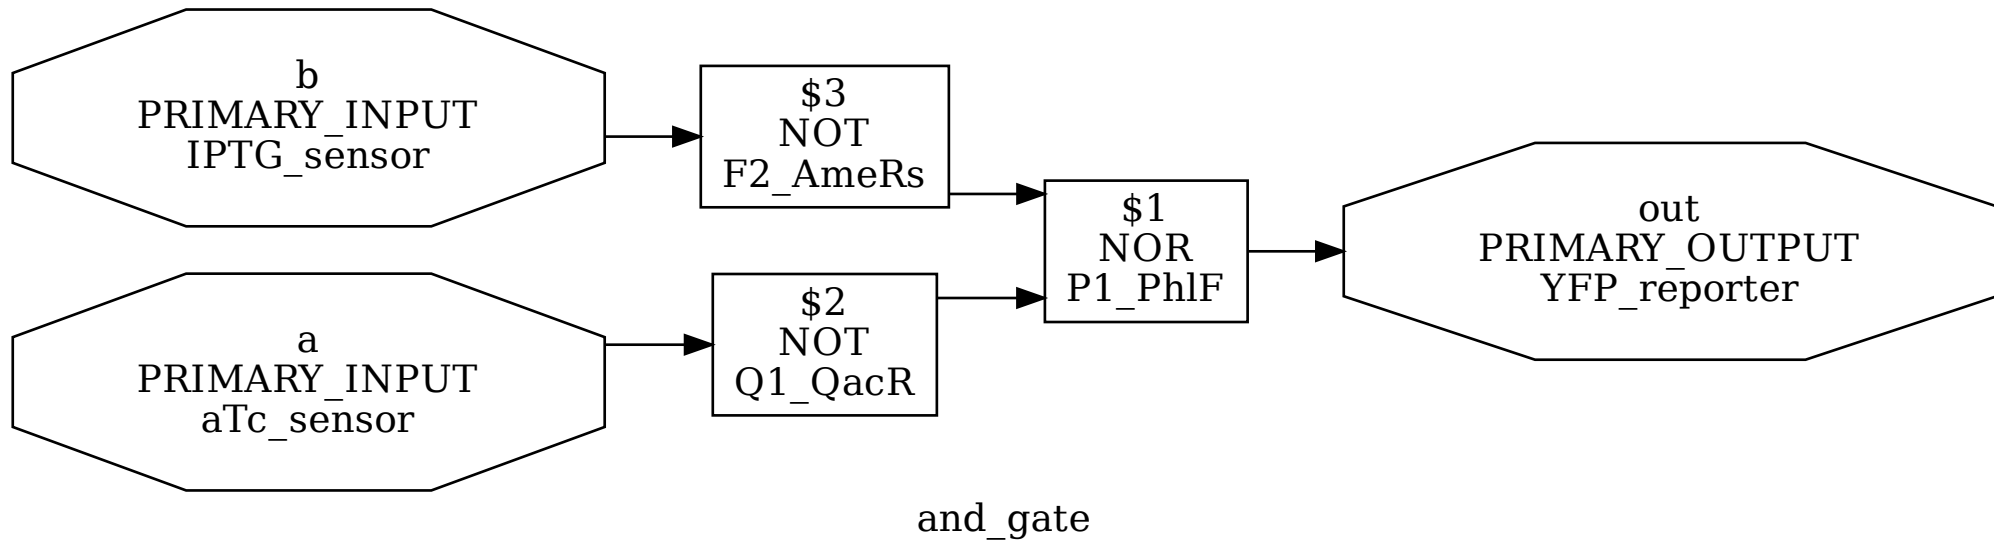 b
PRIMARY_INPUT
IPTG_sensor
$3
NOT
F2_AmeRs
a
PRIMARY_INPUT
aTc_sensor
$2
NOT
Q1_QacR
$1
NOR
P1_PhlF
out
PRIMARY_OUTPUT
YFP_reporter
and_gate